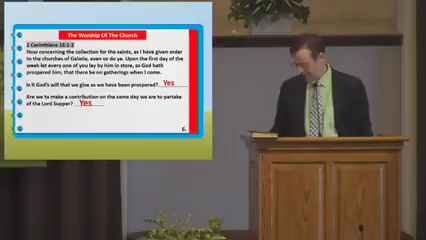 The Worship Of The Church
1 Corinthians 16:1-2
Now concerning the collection for the saints, as I have given order
to the churches of Galatia, even so do ye. Upon the first day of the
week let every one of you lay by him in store, as God hath
prospered him, that there be no gatherings when I come.
Is it God's will that we give as we have been prospered? Yes
Are we to make a contribution on the same day we are to partake
of the Lord Supper? Yes
6.